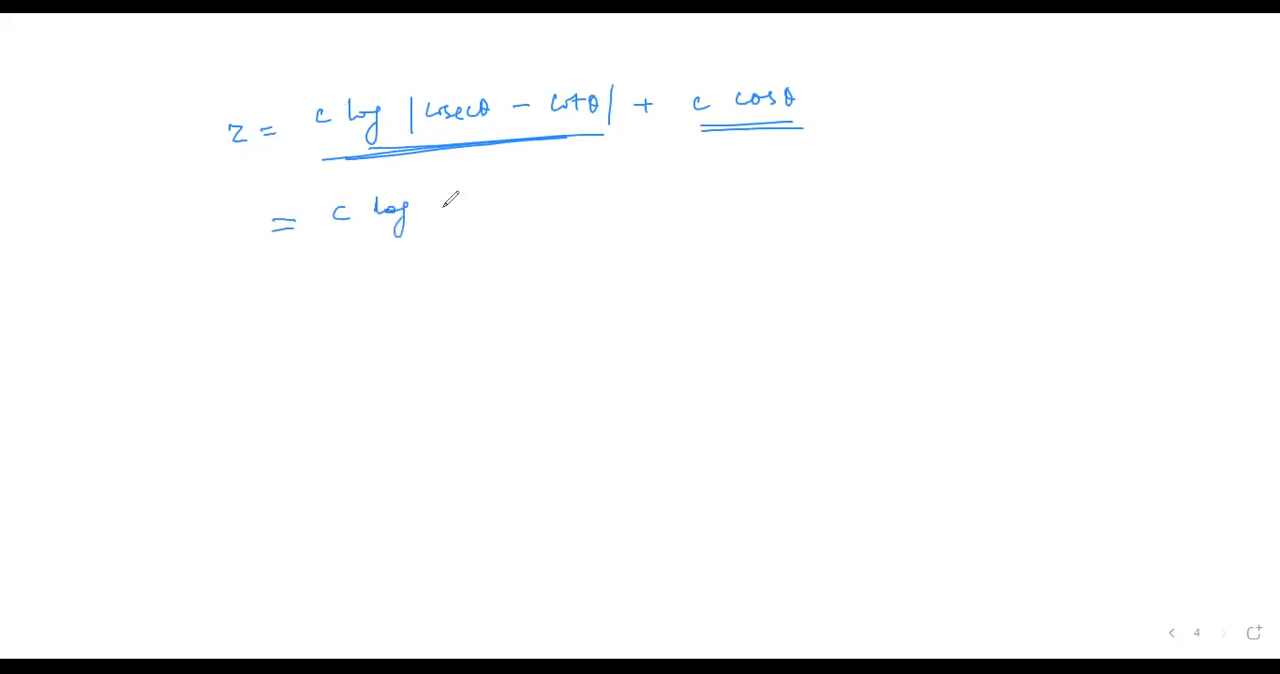 z = c log |cosecθ - cotθ| + c cosθ
= c log
4